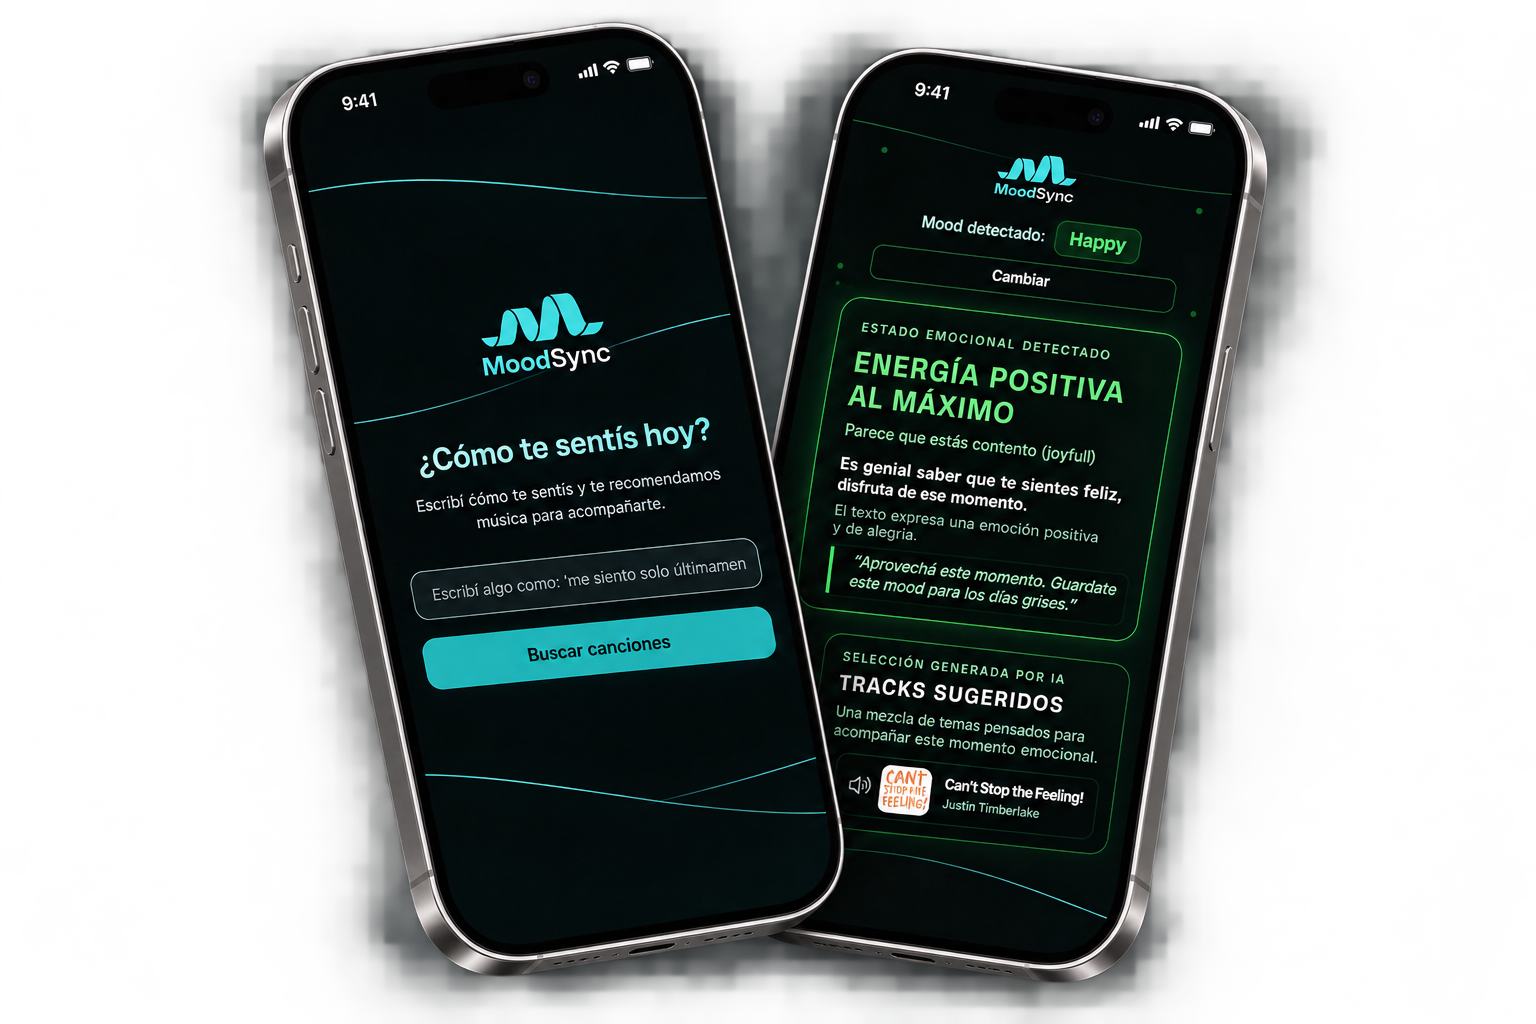 9:41
MoodSync
¿Cómo te sentís hoy?
Escribí cómo te sentís y te recomendamos
música para acompañarte.
Escribí algo como: 'me siento solo últimamen
Buscar canciones
9:41
MoodSync
Mood detectado: Happy
Cambiar
ESTADO EMOCIONAL DETECTADO
ENERGÍA POSITIVA
AL MÁXIMO
Parece que estás contento (joyfull)
Es genial saber que te sientes feliz,
disfruta de ese momento.
El texto expresa una emoción positiva
y de alegria.
"Aprovechá este momento. Guardate
este mood para los días grises."
SELECCIÓN GENERADA POR IA
TRACKS SUGERIDOS
Una mezcla de temas pensados para
acompañar este momento emocional.
CAN'T
STOP THE
FEELING!
Can't Stop the Feeling!
Justin Timberlake